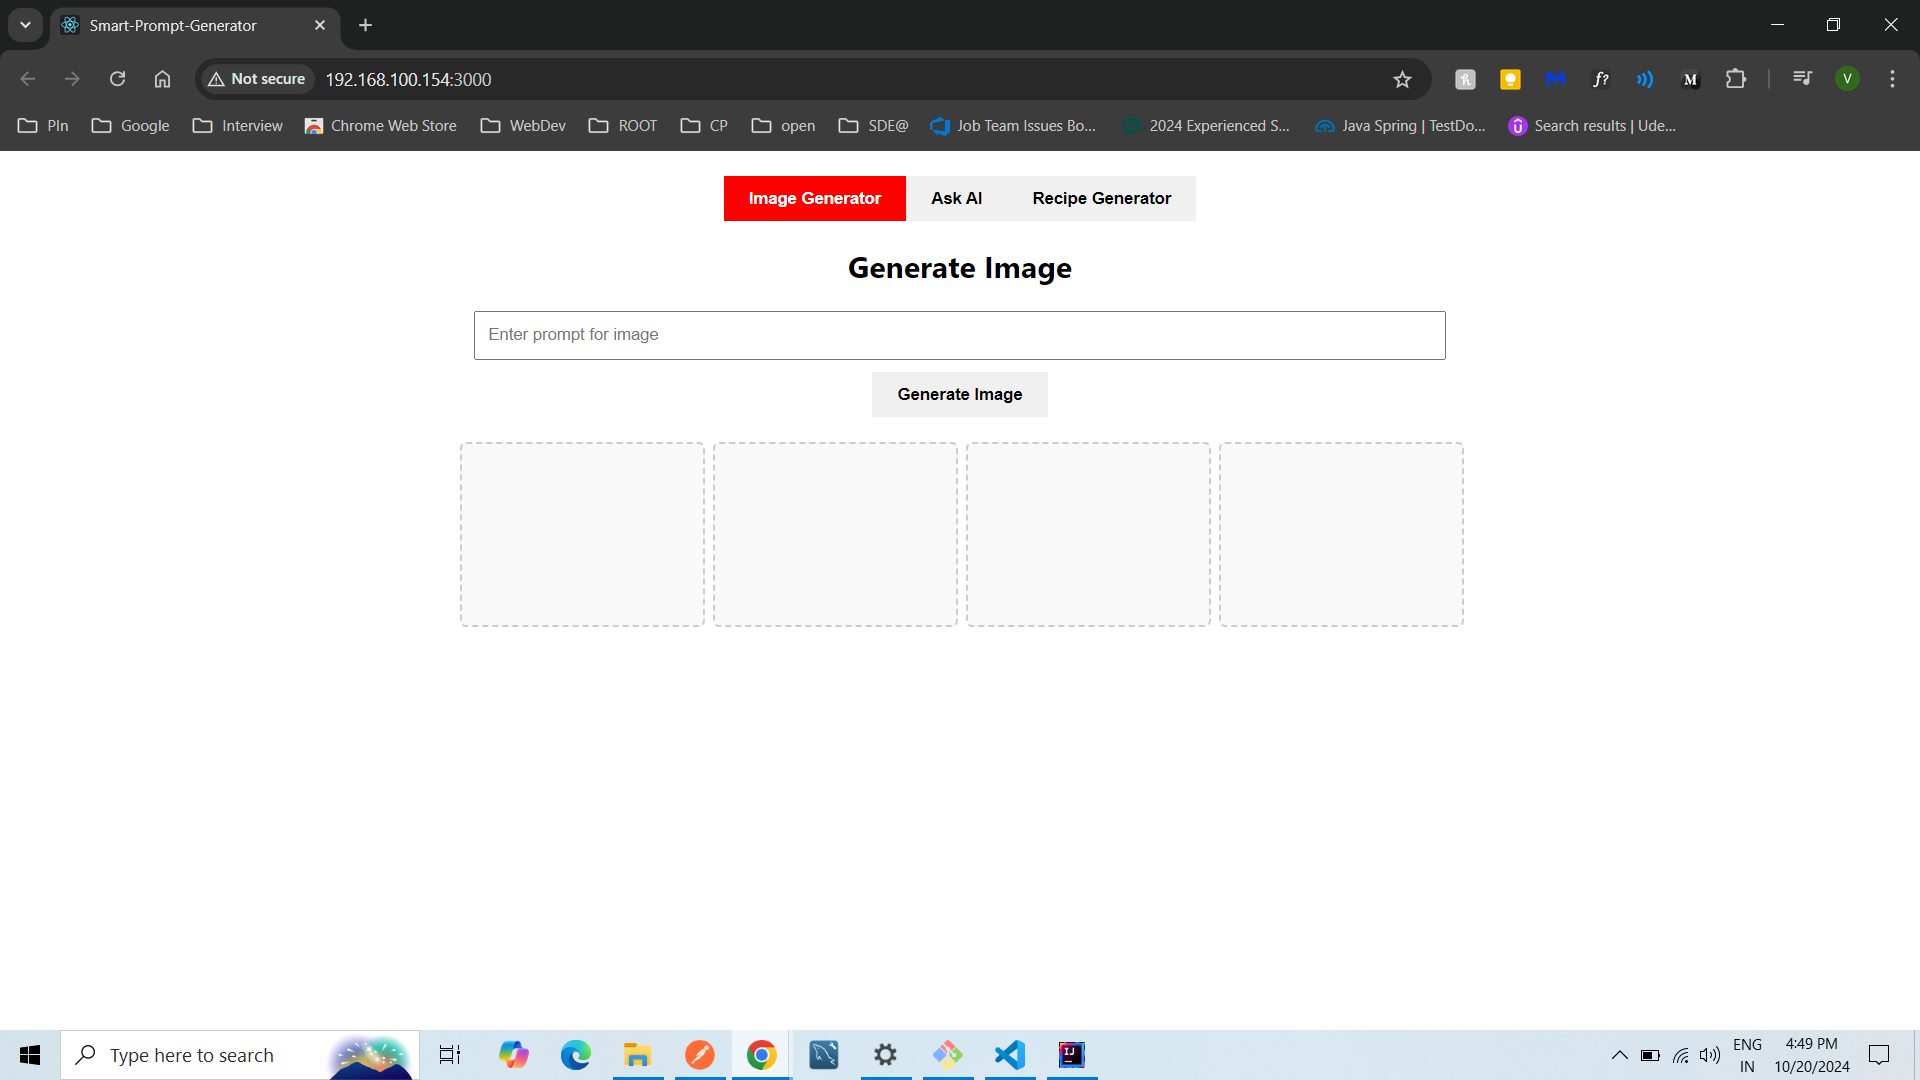 Smart-Prompt-Generator
Not secure 192.168.100.154:3000
f? M V
PIn Google Interview Chrome Web Store WebDev ROOT CP open SDE@ Job Team Issues Bo... 2024 Experienced S... Java Spring | TestDo... Search results | Ude...
Image Generator Ask AI Recipe Generator
Generate Image
Enter prompt for image
Generate Image
Type here to search
IJ
ENG
IN
4:49 PM
10/20/2024